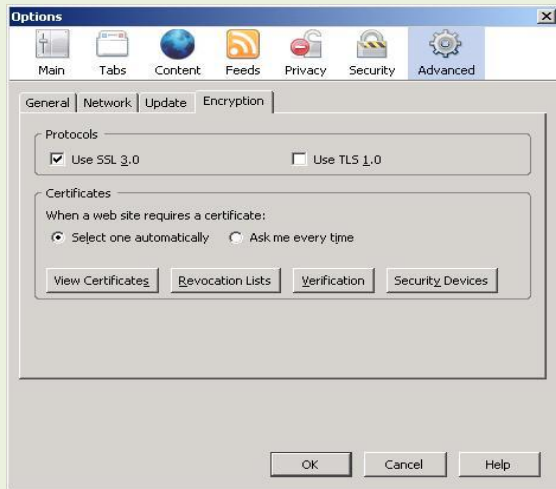 Options
Main Tabs Content Feeds Privacy Security Advanced
General Network Update Encryption
Protocols
Use SSL 3.0 Use TLS 1.0
Certificates
When a web site requires a certificate:
Select one automatically Ask me every time
View Certificates Revocation Lists Verification Security Devices
OK Cancel Help